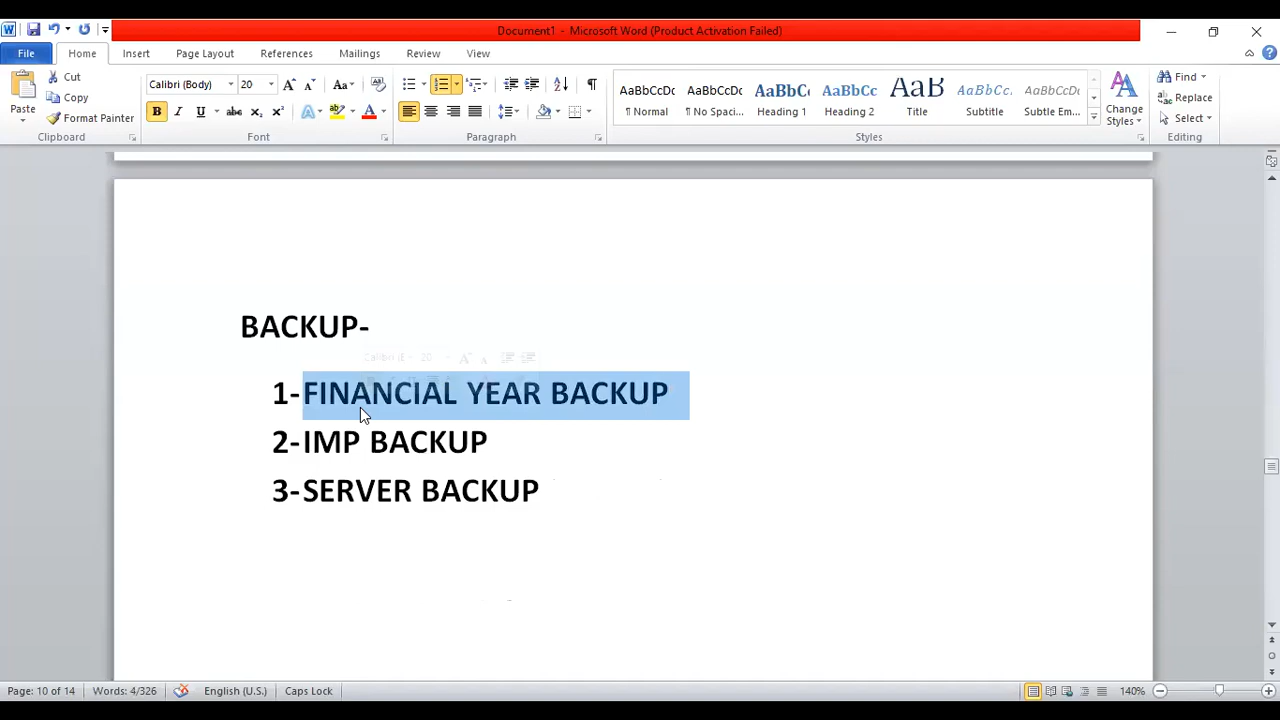 Document1 - Microsoft Word (Product Activation Failed)
File Home Insert Page Layout References Mailings Review View
Paste
Cut
Copy
Format Painter
Clipboard
Calibri (Body) 20
Font
Paragraph
AaBbCcDc AaBbCcDc AaBbC AaBbCc AaB AaBbCc. AaBbCcDc
¶ Normal ¶ No Spaci... Heading 1 Heading 2 Title Subtitle Subtle Em...
Styles
Change Styles
Find
Replace
Select
Editing
BACKUP-
1-FINANCIAL YEAR BACKUP
2-IMP BACKUP
3-SERVER BACKUP
Page: 10 of 14 Words: 4/326 English (U.S.) Caps Lock 140%